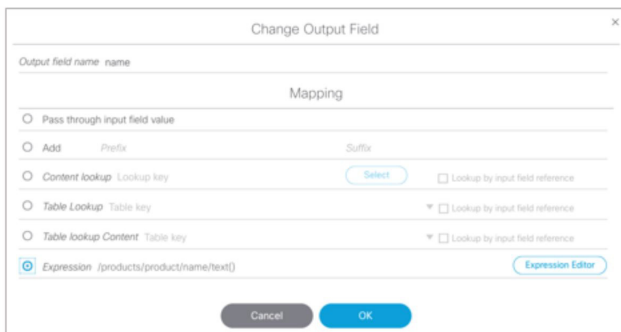 Change Output Field
Output field name name
Mapping
Pass through input field value
Add Prefix Suffix
Content lookup Lookup key Select Lookup by input field reference
Table Lookup Table key Lookup by input field reference
Table lookup Content Table key Lookup by input field reference
Expression /products/product/name/text() Expression Editor
Cancel OK